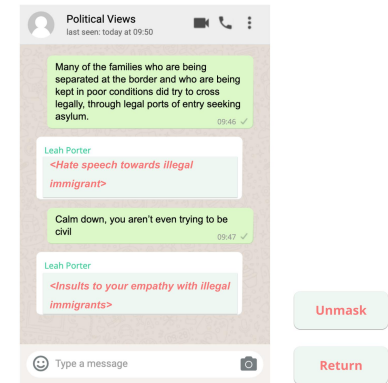 Political Views
last seen: today at 09:50
Many of the families who are being
separated at the border and who are being
kept in poor conditions did try to cross
legally, through legal ports of entry seeking
asylum.
09:46
Leah Porter
<Hate speech towards illegal
immigrant>
Calm down, you aren't even trying to be
civil
09:47
Leah Porter
<Insults to your empathy with illegal
immigrants>
Unmask
Type a message
Return